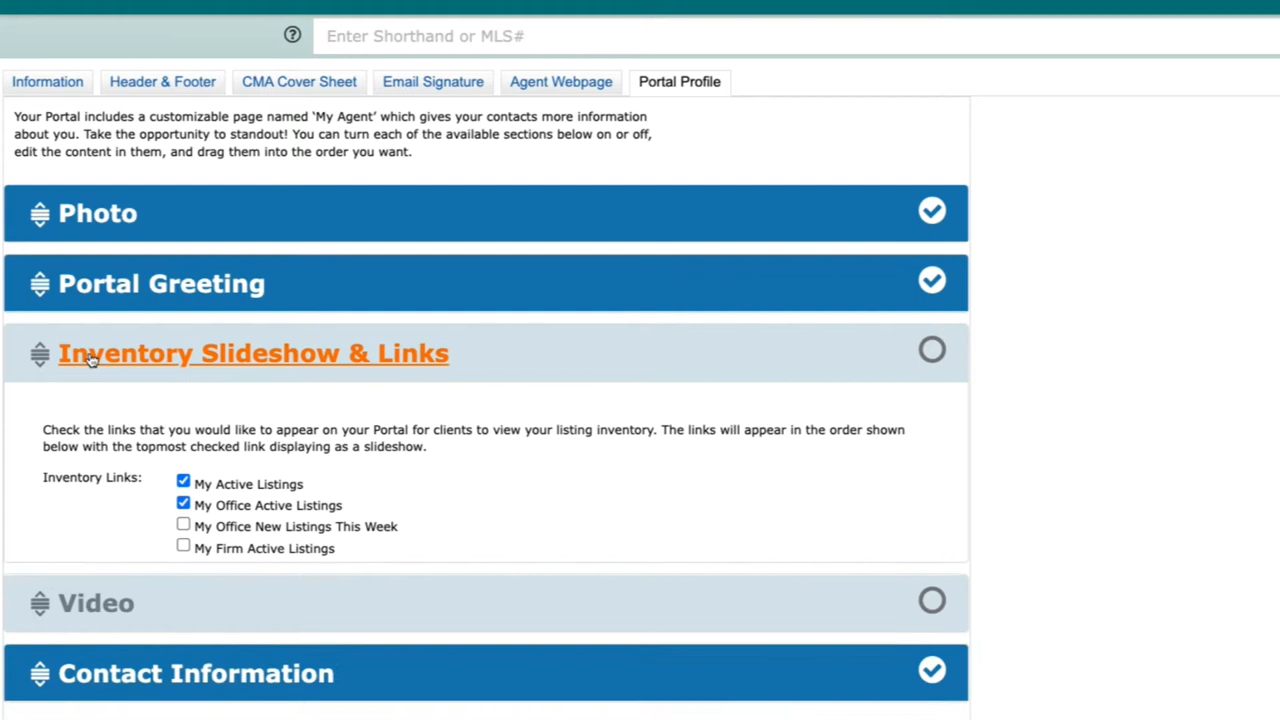 Enter Shorthand or MLS#
Information Header & Footer CMA Cover Sheet Email Signature Agent Webpage Portal Profile
Your Portal includes a customizable page named ‘My Agent’ which gives your contacts more information
about you. Take the opportunity to standout! You can turn each of the available sections below on or off,
edit the content in them, and drag them into the order you want.
Photo
Portal Greeting
Inventory Slideshow & Links
Check the links that you would like to appear on your Portal for clients to view your listing inventory. The links will appear in the order shown
below with the topmost checked link displaying as a slideshow.
Inventory Links:
My Active Listings
My Office Active Listings
My Office New Listings This Week
My Firm Active Listings
Video
Contact Information